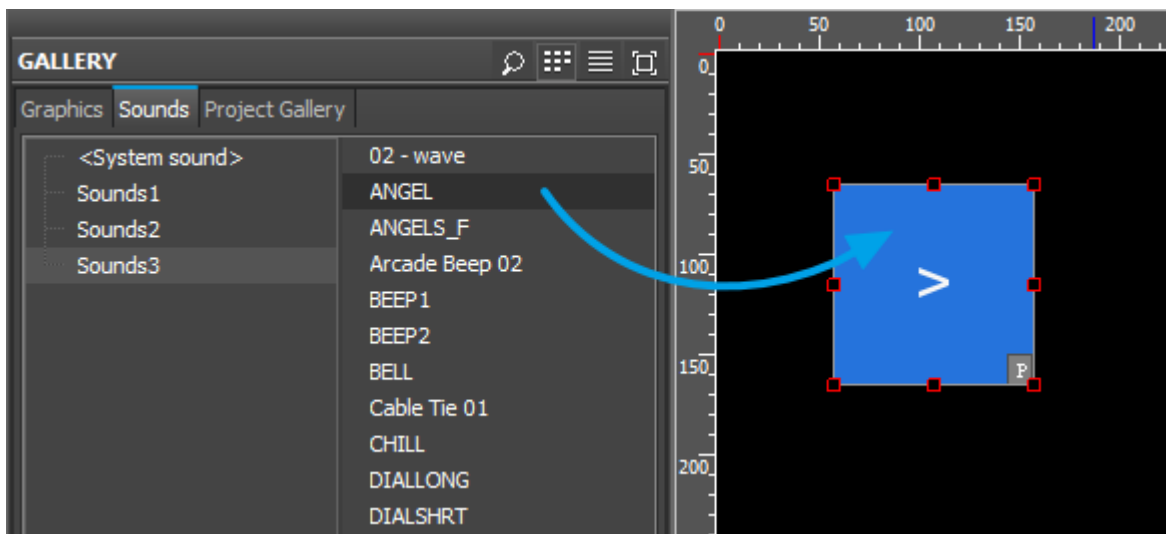 GALLERY
Graphics Sounds Project Gallery
<System sound>
Sounds1
Sounds2
Sounds3
02 - wave
ANGEL
ANGELS_F
Arcade Beep 02
BEEP1
BEEP2
BELL
Cable Tie 01
CHILL
DIALLONG
DIALSHRT
0 50 100 150 200
0
50
100
150
200
>
P